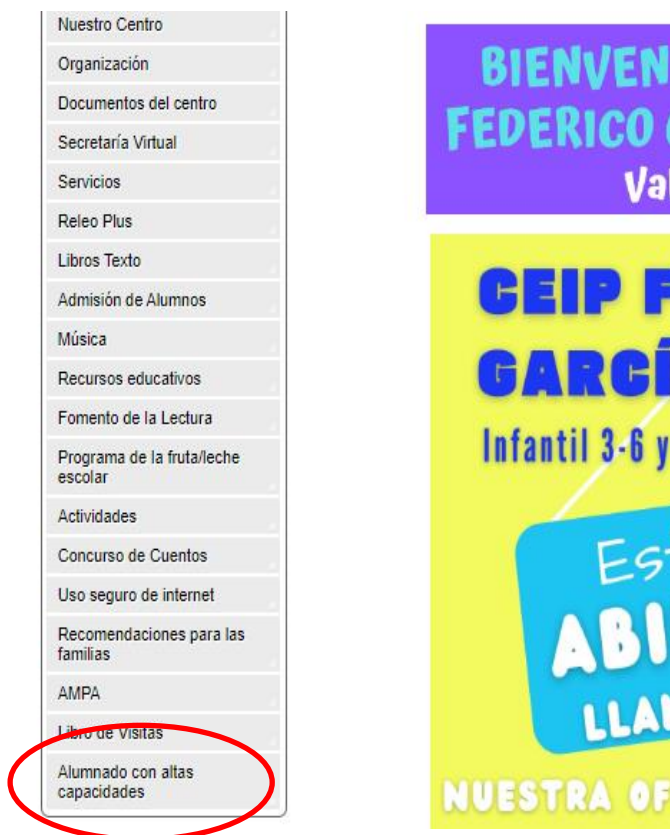 Nuestro Centro
Organización
Documentos del centro
Secretaría Virtual
Servicios
Releo Plus
Libros Texto
Admisión de Alumnos
Música
Recursos educativos
Fomento de la Lectura
Programa de la fruta/leche
escolar
Actividades
Concurso de Cuentos
Uso seguro de internet
Recomendaciones para las
familias
AMPA
Libro de Visitas
Alumnado con altas
capacidades
BIENVEN
FEDERICO
Val
CEIP F
GARCÍ
Infantil 3-6 y
Est
ABI
LLA
NUESTRA OF